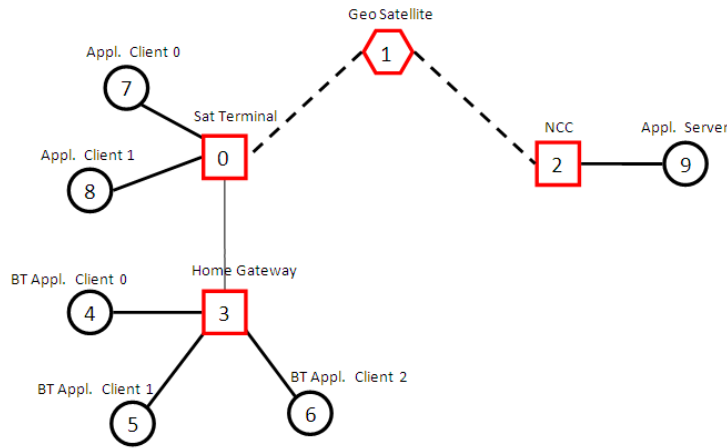 Geo Satellite
1
Appl. Client 0
7
Sat Terminal
0
NCC
2
Appl. Server
9
Appl. Client 1
8
Home Gateway
3
BT Appl. Client 0
4
BT Appl. Client 1
5
BT Appl. Client 2
6